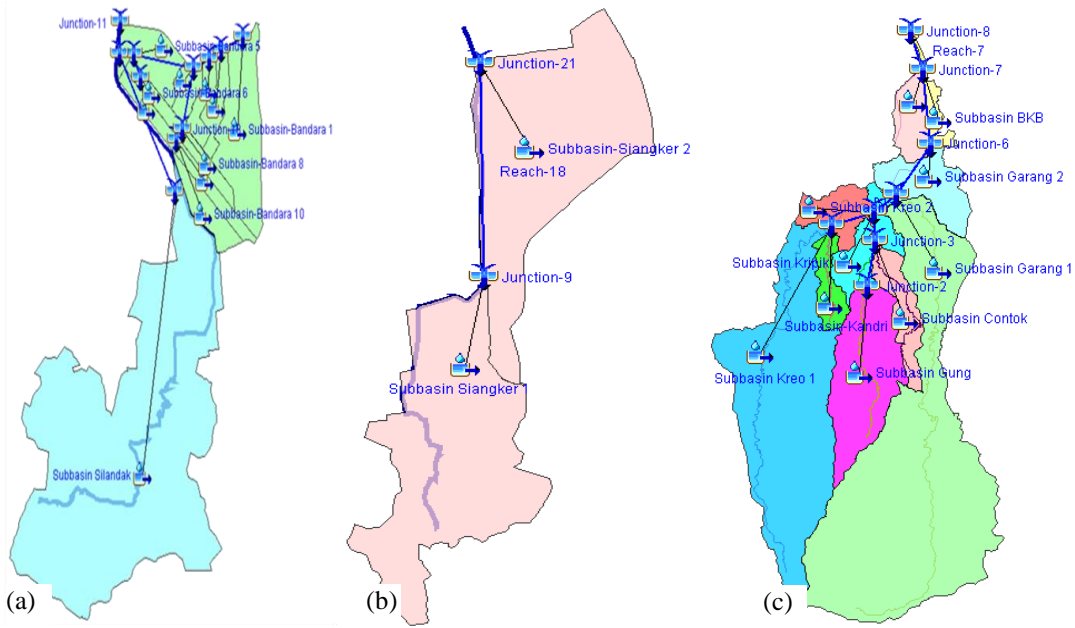 Junction-11
Subbasin-Bandara 5
Subbasin-Bandara 6
Subbasin-Bandara 1
Subbasin-Bandara 8
Subbasin-Bandara 10
Subbasin Silandak
(a)
Junction-21
Subbasin-Siangker 2
Reach-18
Junction-9
Subbasin Siangker 1
(b)
Junction-8
Reach-7
Junction-7
Subbasin BKB
Junction-6
Subbasin Garang 2
Subbasin Kreo 2
Junction-3
Subbasin Kripik
Subbasin Garang 1
Junction-2
Subbasin-Kandri
Subbasin Contok
Subbasin Kreo 1
Subbasin Gung
(c)